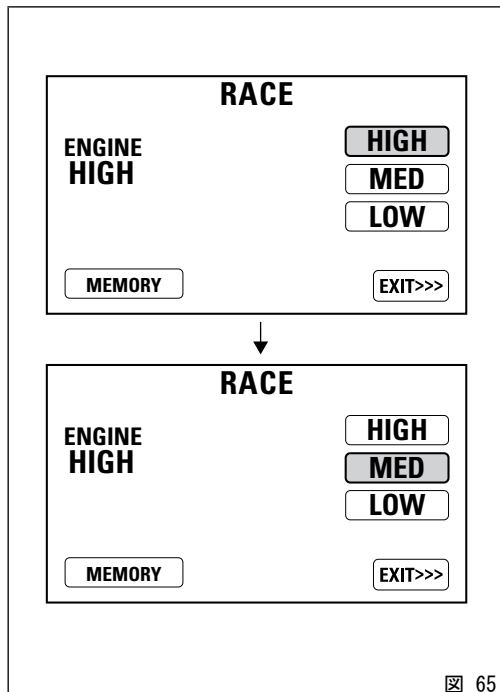 RACE
ENGINE
HIGH
HIGH
MED
LOW
MEMORY
EXIT>>>
RACE
ENGINE
HIGH
HIGH
MED
LOW
MEMORY
EXIT>>>
図 65